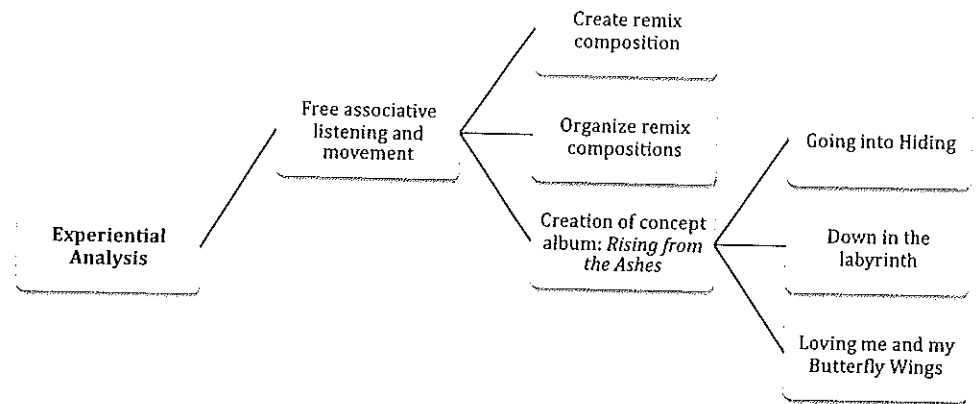 Experiential
Analysis
Free associative
listening and
movement
Create remix
composition
Organize remix
compositions
Creation of concept
album: Rising from
the Ashes
Going into Hiding
Down in the
labyrinth
Loving me and my
Butterfly Wings